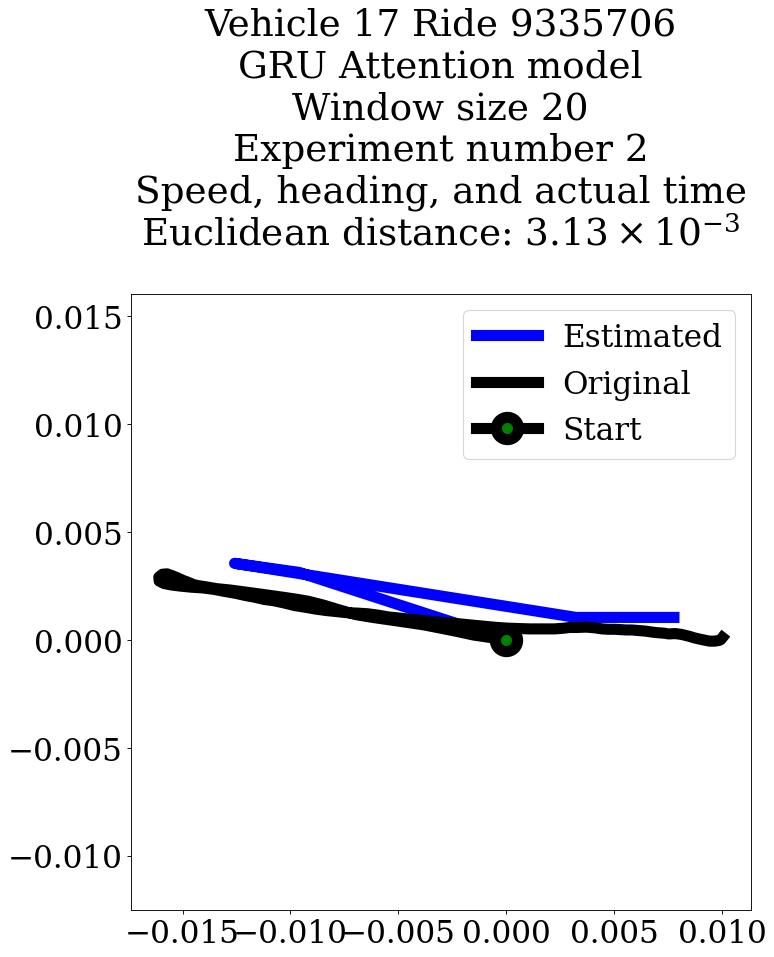 Vehicle 17 Ride 9335706
GRU Attention model
Window size 20
Experiment number 2
Speed, heading, and actual time
Euclidean distance: 3.13 × 10⁻³
Estimated
Original
Start
0.015
0.010
0.005
0.000
−0.005
−0.010
−0.015 −0.010 −0.005 0.000 0.005 0.010